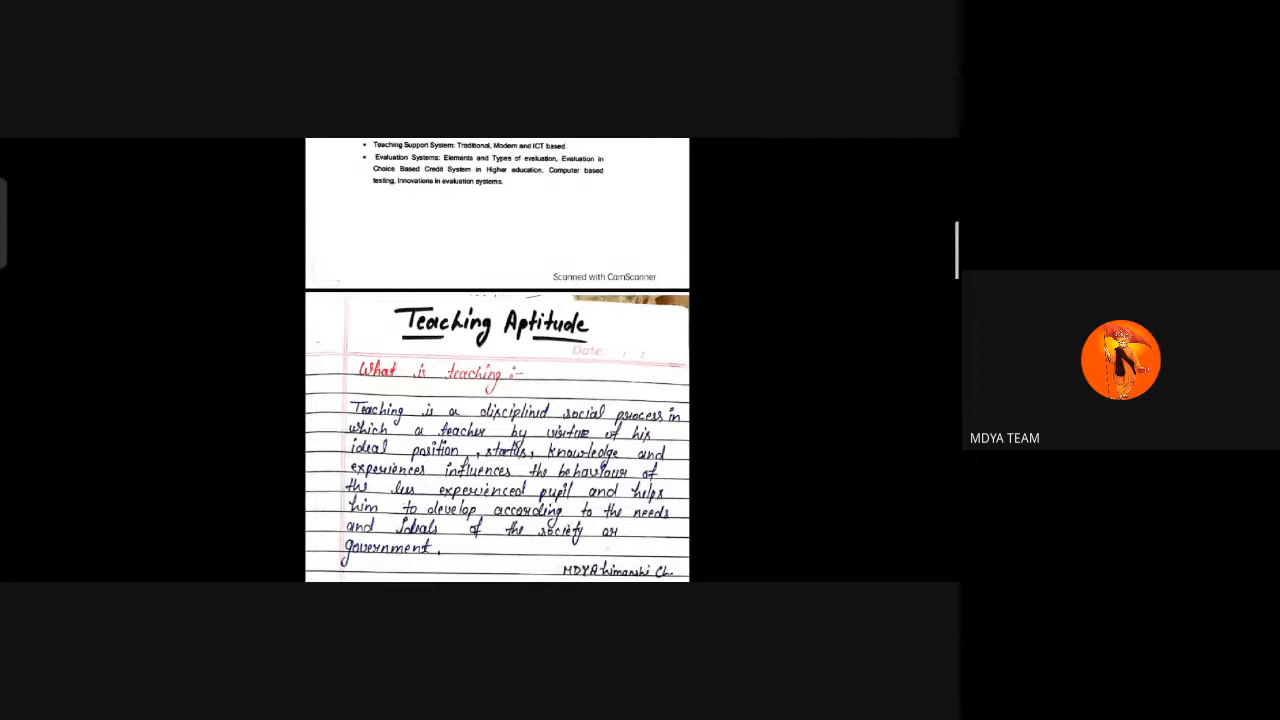 • Teaching Support System: Traditional, Modern and ICT based.
• Evaluation Systems: Elements and Types of evaluation, Evaluation in
Choice Based Credit System in Higher education, Computer based
testing, Innovations in evaluation systems.
Scanned with CamScanner
Teaching Aptitude
Date:
What is teaching :-
Teaching is a disciplined social process in
which a teacher by virtue of his
ideal position, status, knowledge and
experiences influences the behaviour of
the less experienced pupil and helps
him to develop according to the needs
and Ideals of the society or
government.
MDYAhimanshi Ch.
MDYA TEAM